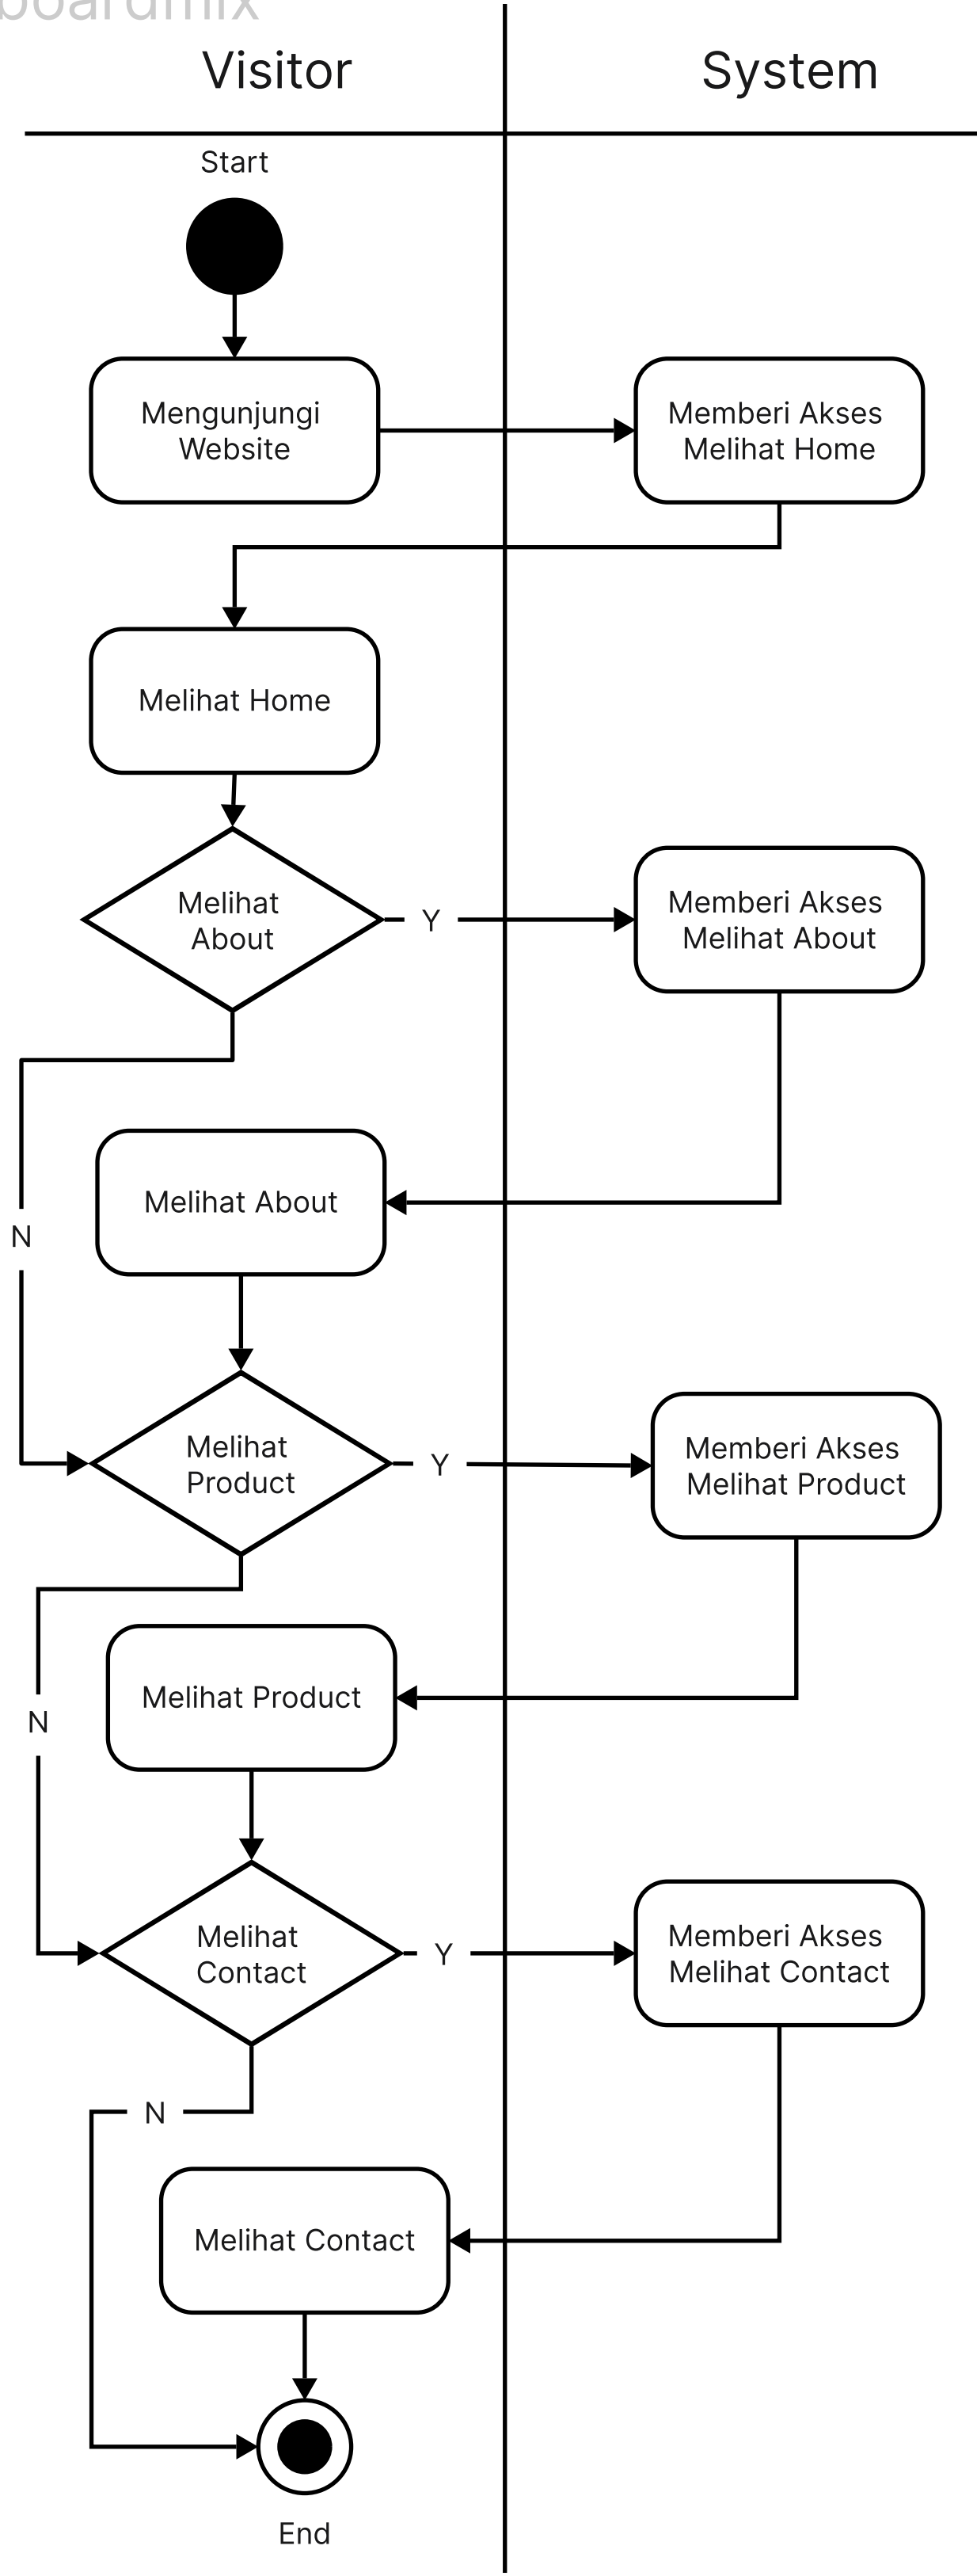 boardmix
Visitor
System
Start
Mengunjungi
Website
Memberi Akses
Melihat Home
Melihat Home
Melihat
About
Y
Memberi Akses
Melihat About
Melihat About
N
Melihat
Product
Y
Memberi Akses
Melihat Product
Melihat Product
N
Melihat
Contact
Y
Memberi Akses
Melihat Contact
N
Melihat Contact
End